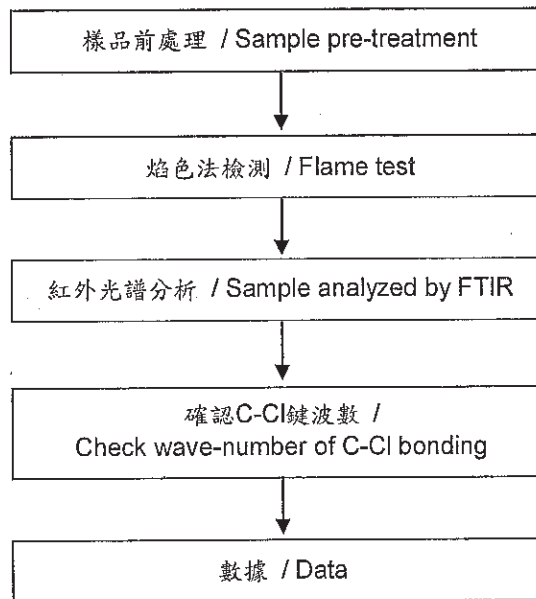 樣品前處理 / Sample pre-treatment
焰色法檢測 / Flame test
紅外光譜分析 / Sample analyzed by FTIR
確認C-Cl鍵波數 /
Check wave-number of C-Cl bonding
數據 / Data